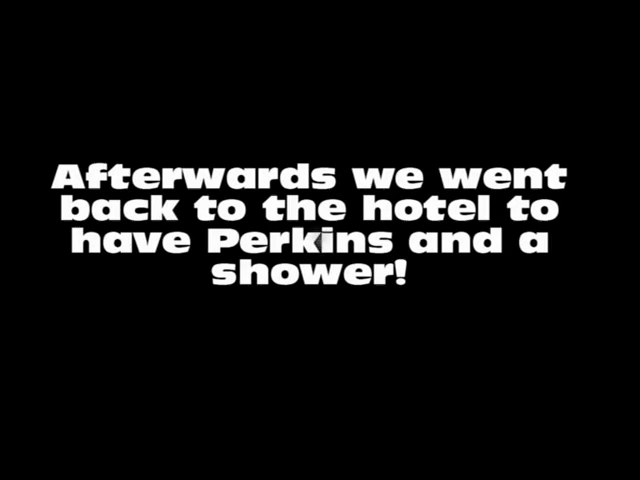 Afterwards we went
back to the hotel to
have Perkins and a
shower!